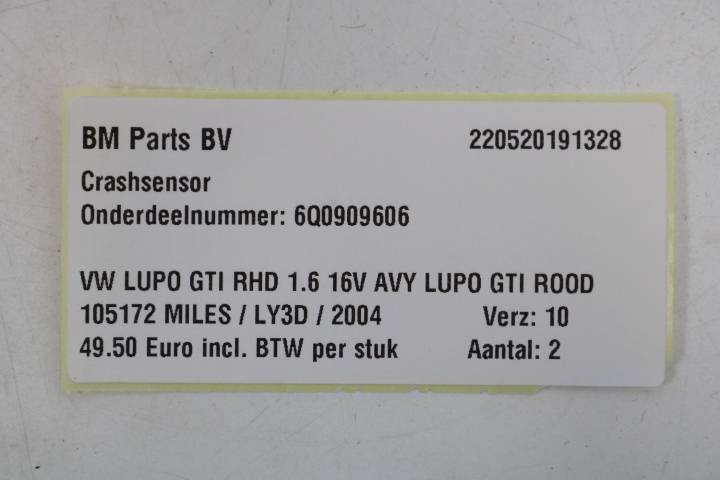 BM Parts BV 220520191328
Crashsensor
Onderdeelnummer: 6Q0909606
VW LUPO GTI RHD 1.6 16V AVY LUPO GTI ROOD
105172 MILES / LY3D / 2004 Verz: 10
49.50 Euro incl. BTW per stuk Aantal: 2